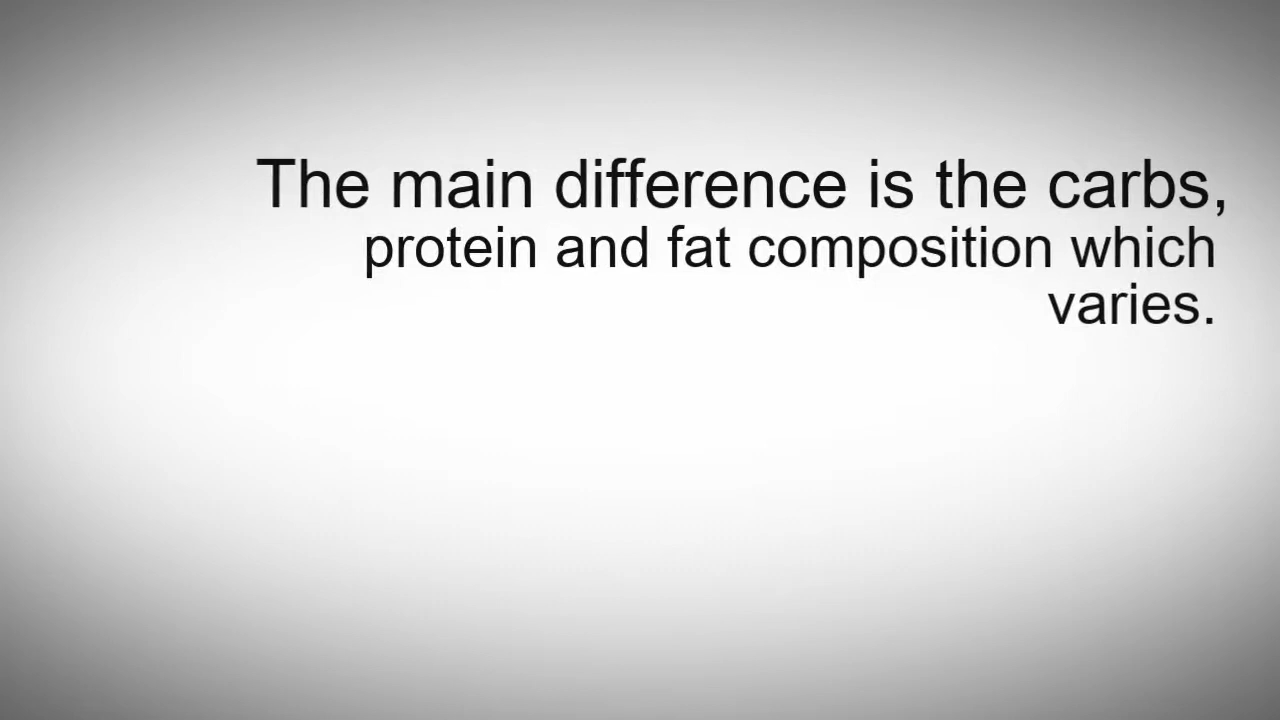 The main difference is the carbs,
protein and fat composition which
varies.